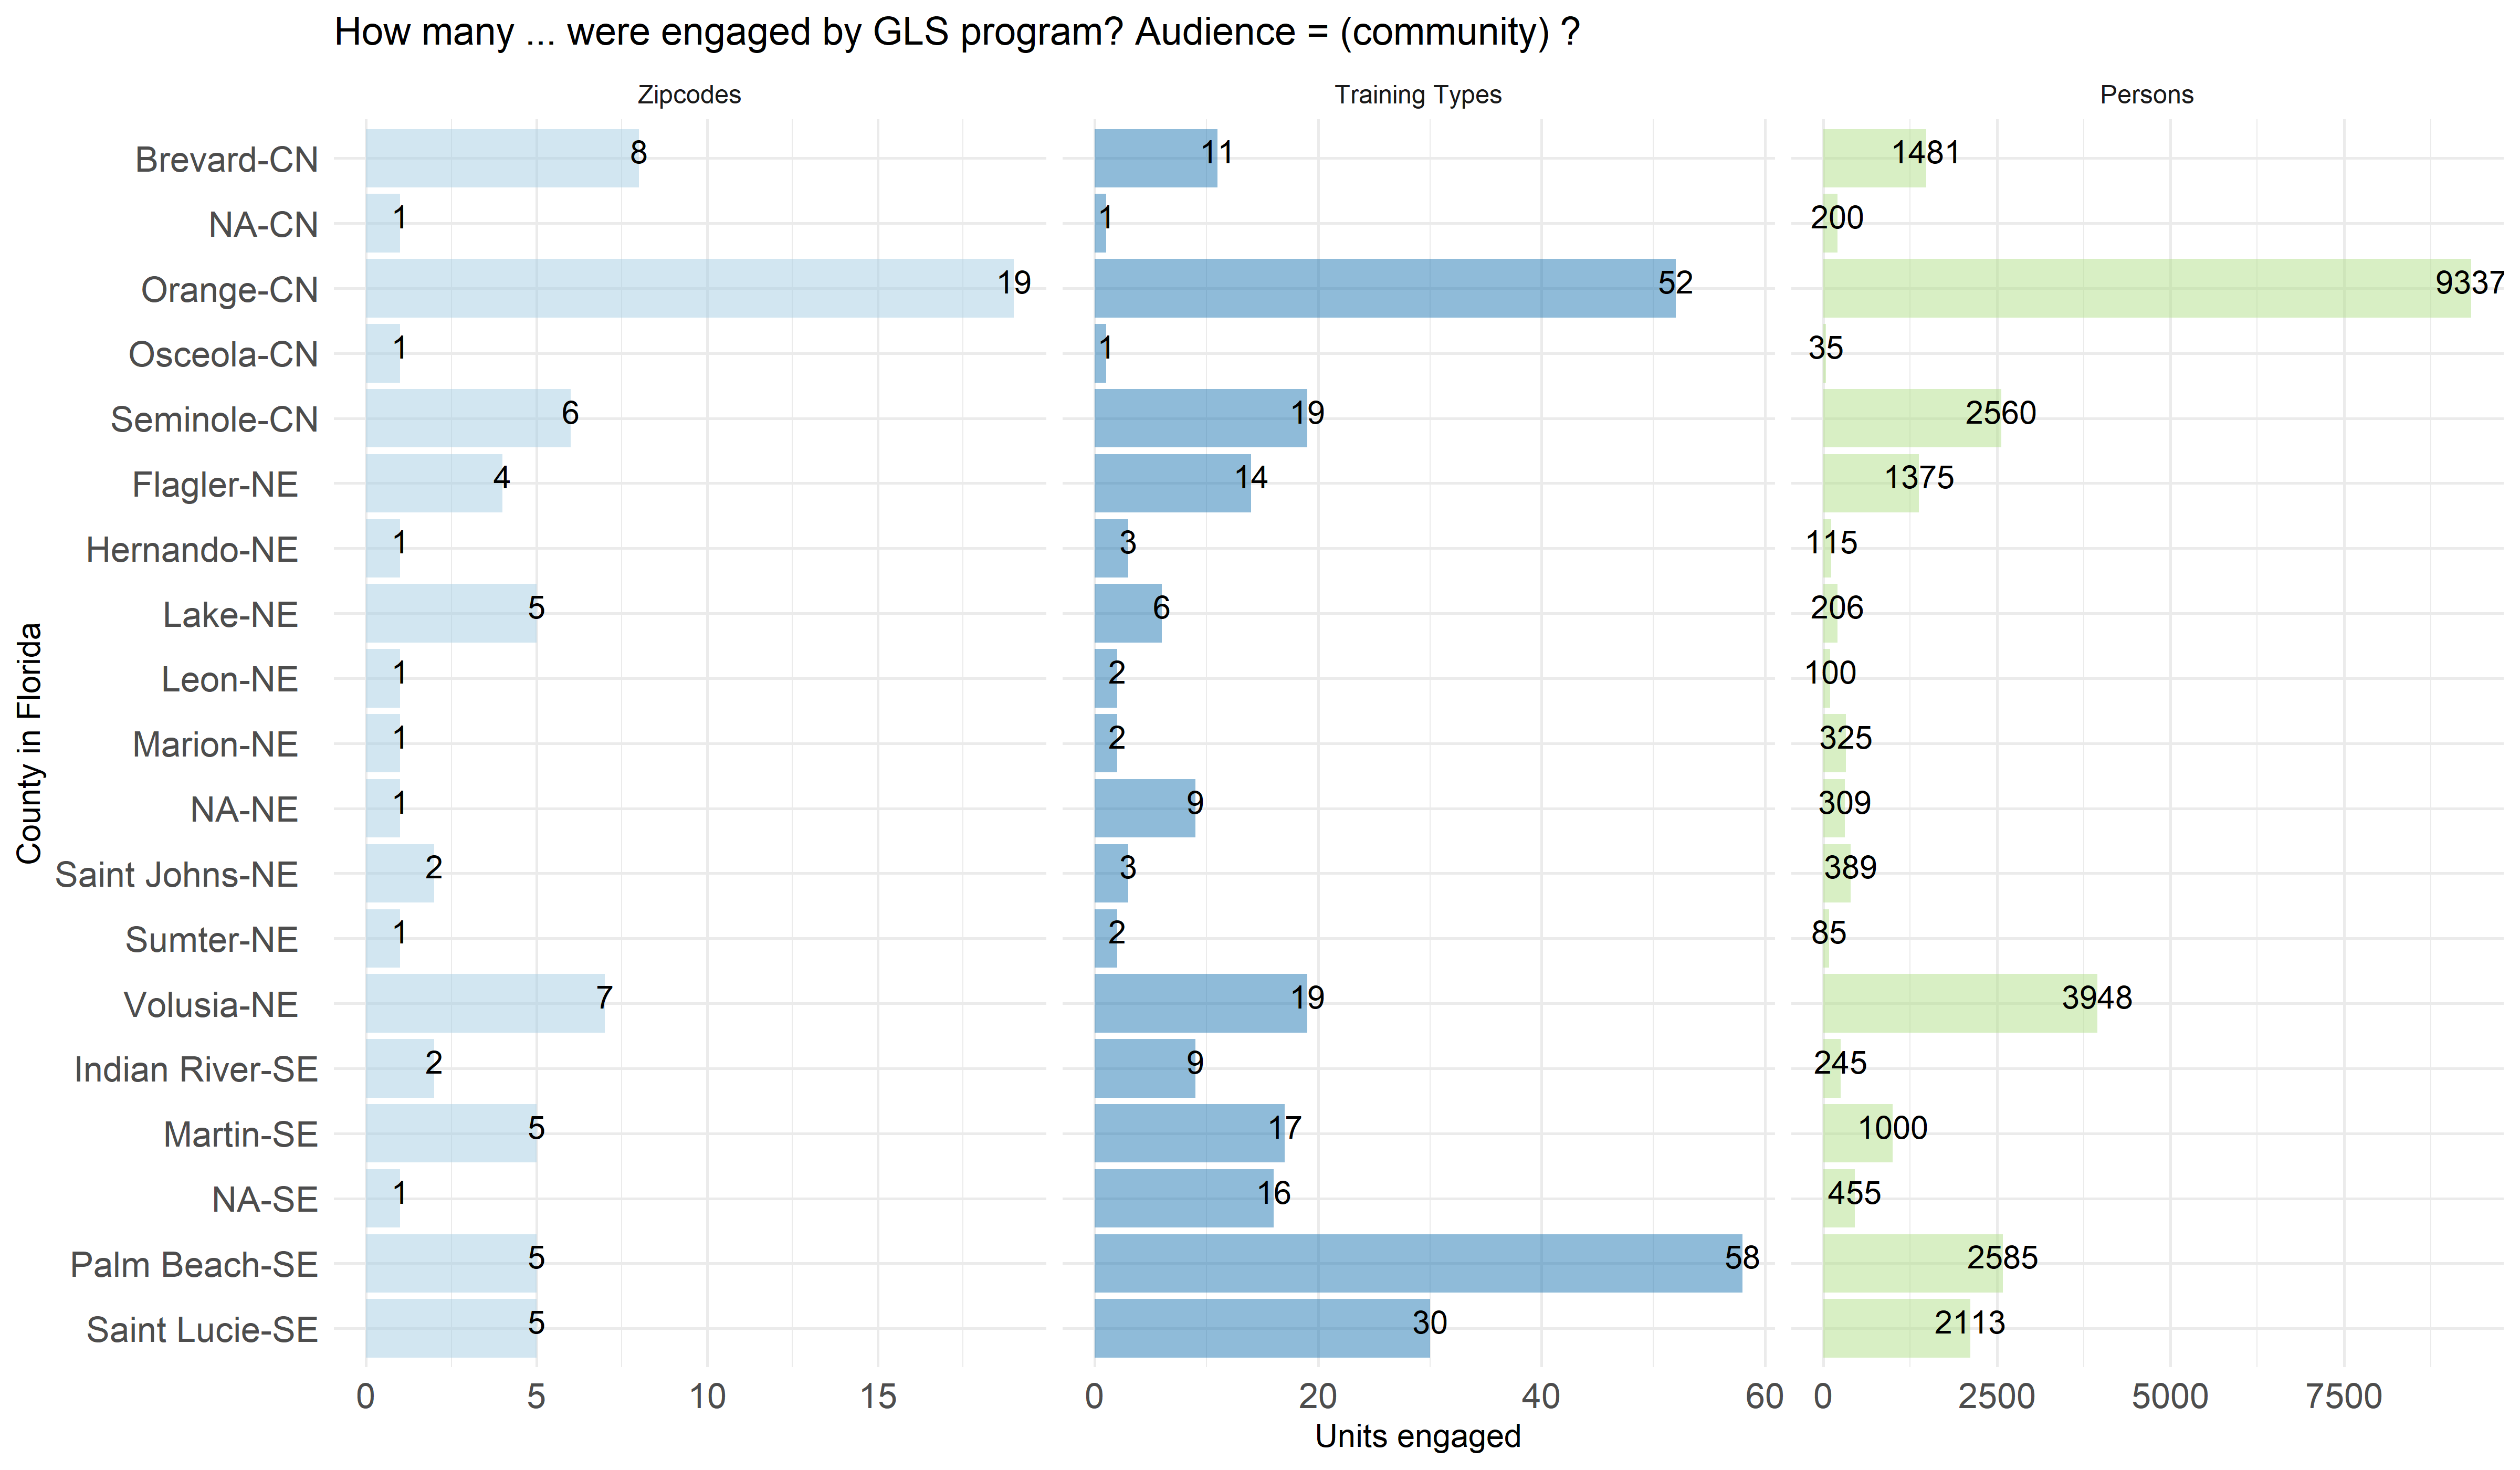 How many ... were engaged by GLS program? Audience = (community) ?
Zipcodes Training Types Persons
Brevard-CN 8 11 1481
NA-CN 1 1 200
Orange-CN 19 52 9337
Osceola-CN 1 1 35
Seminole-CN 6 19 2560
Flagler-NE 4 14 1375
Hernando-NE 1 3 115
Lake-NE 5 6 206
Leon-NE 1 2 100
Marion-NE 1 2 325
NA-NE 1 9 309
Saint Johns-NE 2 3 389
Sumter-NE 1 2 85
Volusia-NE 7 19 3948
Indian River-SE 2 9 245
Martin-SE 5 17 1000
NA-SE 1 16 455
Palm Beach-SE 5 58 2585
Saint Lucie-SE 5 30 2113
County in Florida
0 5 10 15 0 20 40 60 0 2500 5000 7500
Units engaged